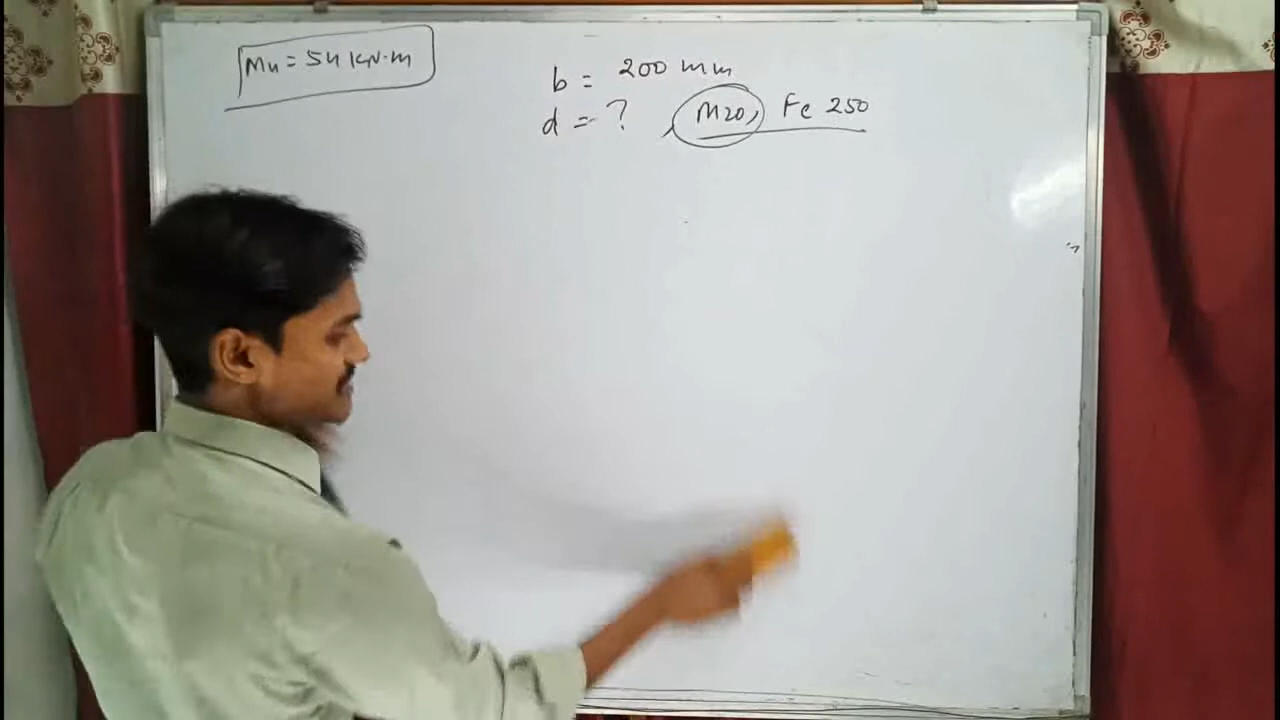 Mu = 54 kN·m
b = 200 mm
d = ? , M20, Fe 250